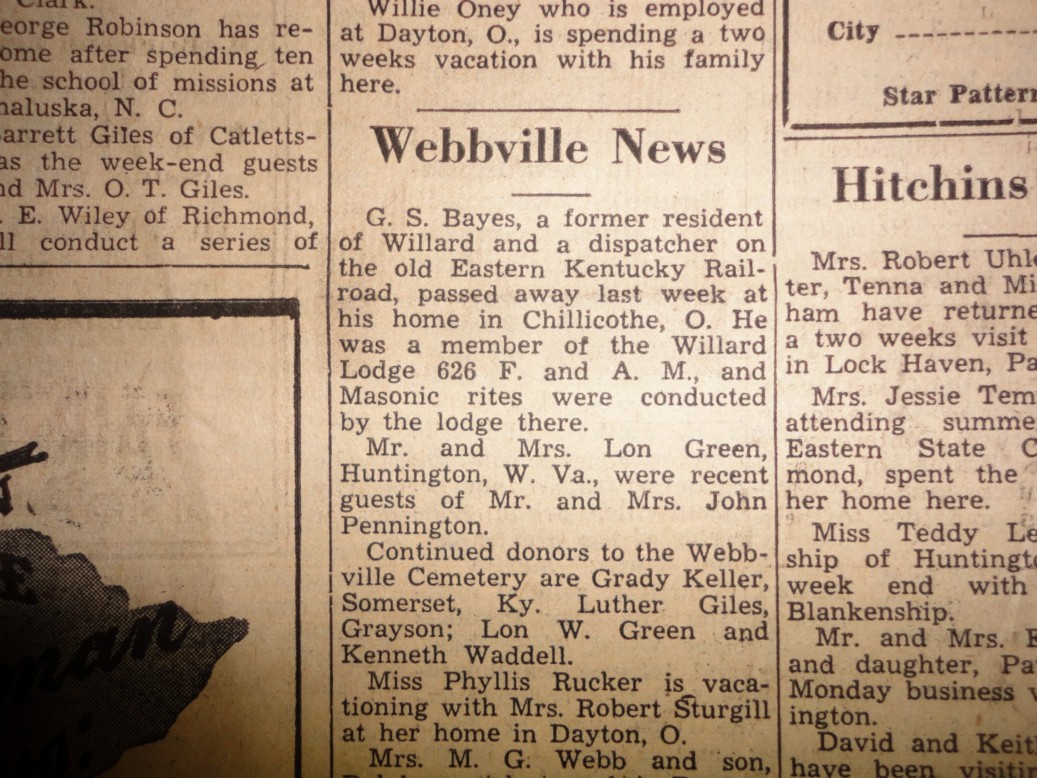 Clark.
eorge Robinson has re-
ome after spending ten
he school of missions at
naluska, N. C.
arrett Giles of Catletts-
as the week-end guests
nd Mrs. O. T. Giles.
. E. Wiley of Richmond,
ll conduct a series of
man
Willie Oney who is employed
at Dayton, O., is spending a two
weeks vacation with his family
here.
Webbville News
G. S. Bayes, a former resident
of Willard and a dispatcher on
the old Eastern Kentucky Rail-
road, passed away last week at
his home in Chillicothe, O. He
was a member of the Willard
Lodge 626 F. and A. M., and
Masonic rites were conducted
by the lodge there.
Mr. and Mrs. Lon Green,
Huntington, W. Va., were recent
guests of Mr. and Mrs. John
Pennington.
Continued donors to the Webb-
ville Cemetery are Grady Keller,
Somerset, Ky. Luther Giles,
Grayson; Lon W. Green and
Kenneth Waddell.
Miss Phyllis Rucker is vaca-
tioning with Mrs. Robert Sturgill
at her home in Dayton, O.
Mrs. M. G. Webb and son,
City
Star Pattern
Hitchins
Mrs. Robert Uhl
ter, Tenna and Mi
ham have returne
a two weeks visit
in Lock Haven, Pa
Mrs. Jessie Tem
attending summe
Eastern State C
mond, spent the
her home here.
Miss Teddy Le
ship of Huntingt
week end with
Blankenship.
Mr. and Mrs. E
and daughter, Pa
Monday business v
ington.
David and Keit
have been visitin